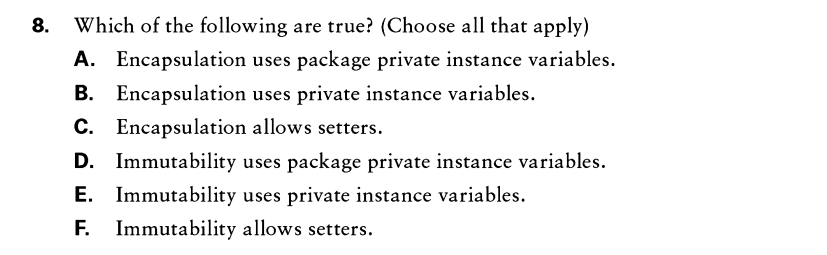 8. Which of the following are true? (Choose all that apply)
A. Encapsulation uses package private instance variables.
B. Encapsulation uses private instance variables.
C. Encapsulation allows setters.
D. Immutability uses package private instance variables.
E. Immutability uses private instance variables.
F. Immutability allows setters.